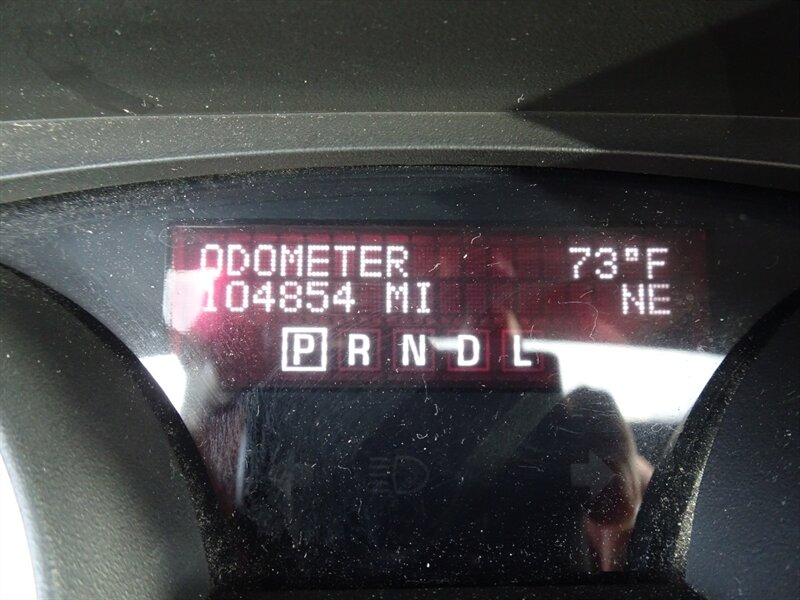 ODOMETER 73°F
104854 MI NE
P R N D L